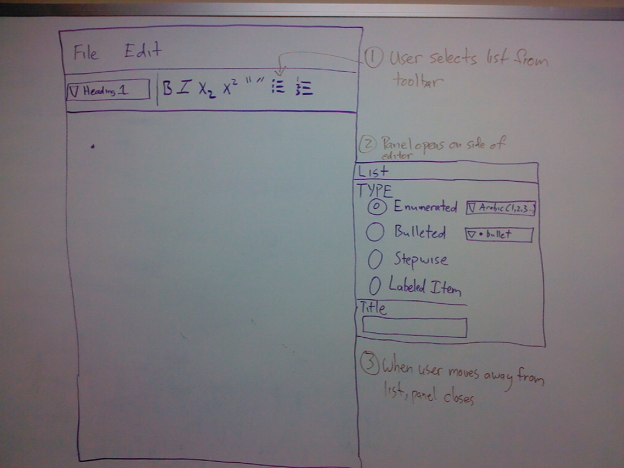 File Edit
▽ Heading 1 B I X₂ X² " "
① User selects list from
toolbar
② Panel opens on side of
editor
List
TYPE
Enumerated ▽ Arabic (1,2,3..)
Bulleted ▽ • bullet
Stepwise
Labeled Item
Title
③ When user moves away from
list, panel closes